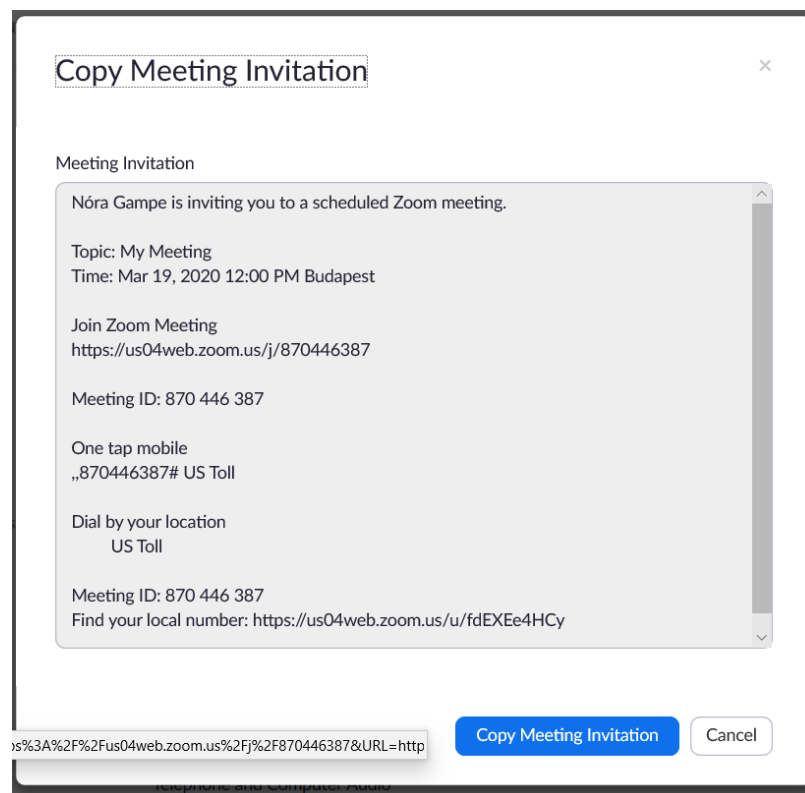 Copy Meeting Invitation
×
Meeting Invitation
Nóra Gampe is inviting you to a scheduled Zoom meeting.
Topic: My Meeting
Time: Mar 19, 2020 12:00 PM Budapest
Join Zoom Meeting
https://us04web.zoom.us/j/870446387
Meeting ID: 870 446 387
One tap mobile
,,870446387# US Toll
Dial by your location
US Toll
Meeting ID: 870 446 387
Find your local number: https://us04web.zoom.us/u/fdEXEe4HCy
Copy Meeting Invitation
Cancel
s%3A%2F%2Fus04web.zoom.us%2Fj%2F870446387&URL=http
Telephone and Computer Audio